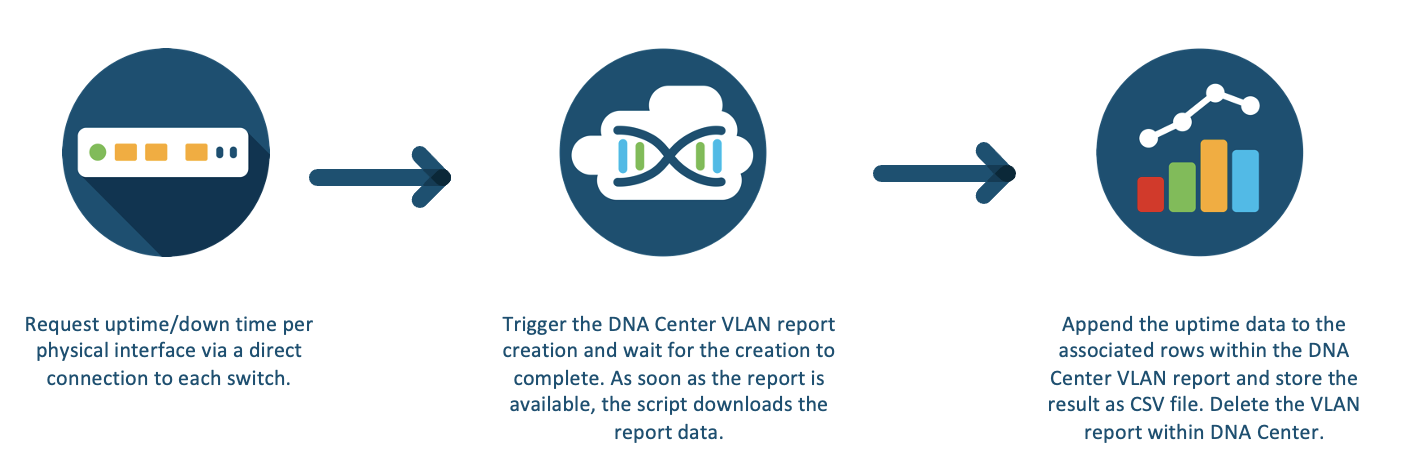 Request uptime/down time per
physical interface via a direct
connection to each switch.
Trigger the DNA Center VLAN report
creation and wait for the creation to
complete. As soon as the report is
available, the script downloads the
report data.
Append the uptime data to the
associated rows within the DNA
Center VLAN report and store the
result as CSV file. Delete the VLAN
report within DNA Center.